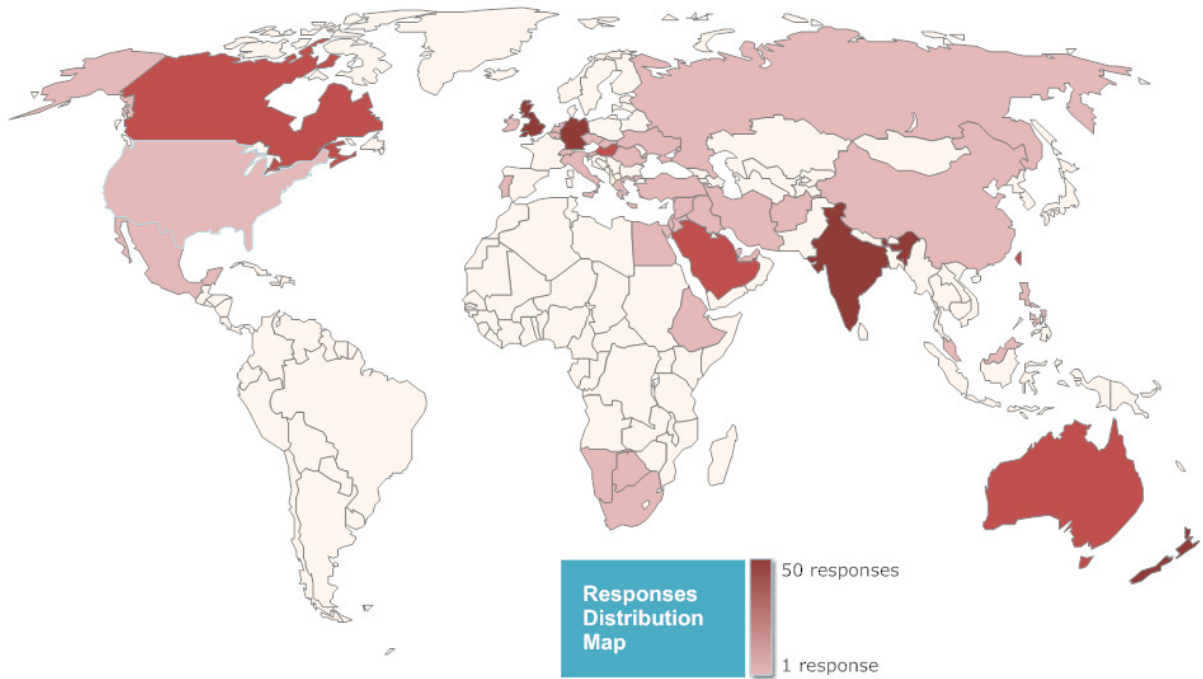 Responses
Distribution
Map
50 responses
1 response